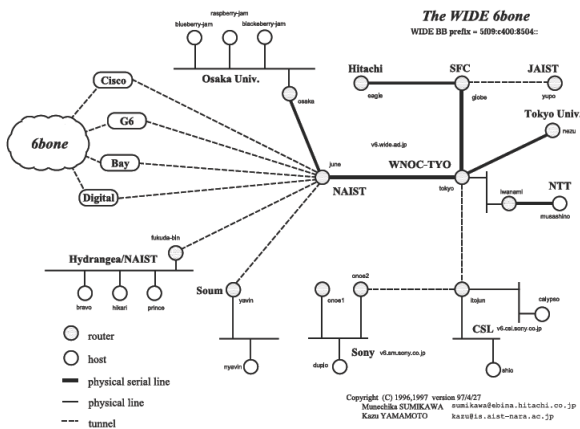 The WIDE 6bone
WIDE BB prefix = 5f09:c400:8504::
raspberry-jam
blueberry-jam
blackeberry-jam
Osaka Univ.
osaka
Hitachi
eagle
SFC
globe
JAIST
yupo
Tokyo Univ.
nezu
Cisco
G6
6bone
Bay
Digital
v6.wide.ad.jp
june
NAIST
WNOC-TYO
tokyo
iwanami
NTT
musashino
fukuda-bin
Hydrangea/NAIST
bravo
hikari
prince
Soum
yavin
nyavin
onoe2
onoe1
duplo
Sony
v6.sm.sony.co.jp
itojun
calypso
CSL
v6.csl.sony.co.jp
shio
router
host
physical serial line
physical line
tunnel
Copyright (C) 1996,1997 version 97/4/27
Munechika SUMIKAWA sumikawa@ebina.hitachi.co.jp
Kazu YAMAMOTO kazu@is.aist-nara.ac.jp